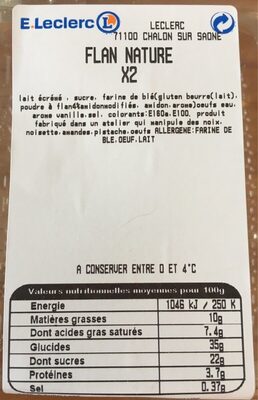 E.Leclerc L
LECLERC
71100 CHALON SUR SAONE
FLAN NATURE
X2
lait écrémé , sucre, farine de blé(gluten beurre(lait),
poudre à flan4%amidonmodifiés, amidon,arome)oeufs eau,
arome vanille,sel, colorants:E160a,E100, produit
fabriqué dans un atelier qui manipule des noix,
noisette,amandes,pistache,oeufs ALLERGENE:FARINE DE
BLE,OEUF,LAIT
A CONSERVER ENTRE 0 ET 4°C
Valeurs nutritionnelles moyennes pour 100g
Energie 1046 kJ / 250 K
Matières grasses 10g
Dont acides gras saturés 7.4g
Glucides 35g
Dont sucres 22g
Protéines 3.7g
Sel 0.37g